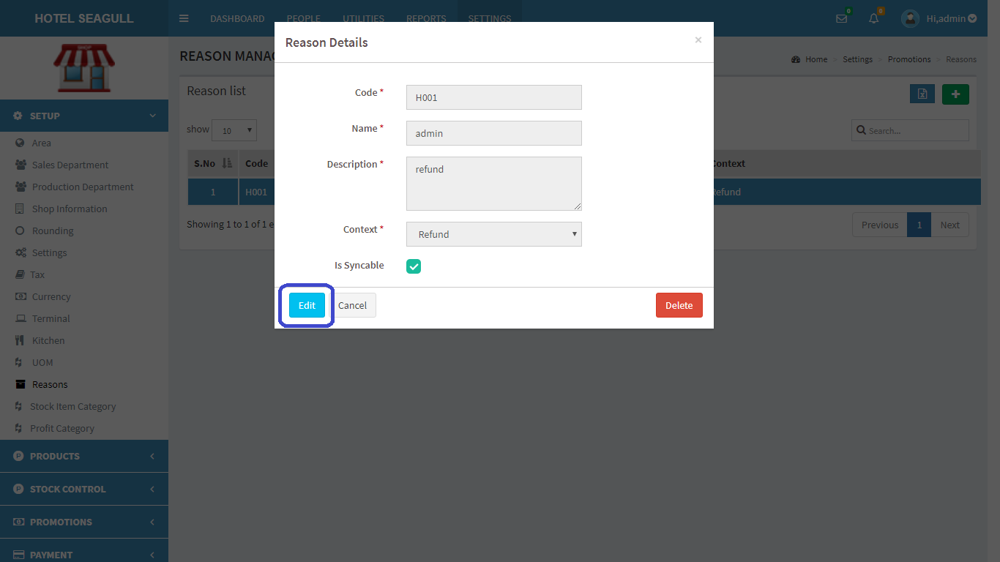 HOTEL SEAGULL
DASHBOARD PEOPLE UTILITIES REPORTS SETTINGS
0 0 Hi,admin
SHOP
REASON MANA
Home > Settings > Promotions > Reasons
Reason list
show 10
Search...
S.No Code Context
1 H001 Refund
Showing 1 to 1 of 1 e
Previous 1 Next
SETUP
Area
Sales Department
Production Department
Shop Information
Rounding
Settings
Tax
Currency
Terminal
Kitchen
UOM
Reasons
Stock Item Category
Profit Category
PRODUCTS
STOCK CONTROL
PROMOTIONS
PAYMENT
Reason Details ×
Code * H001
Name * admin
Description * refund
Context * Refund
Is Syncable
Edit Cancel Delete